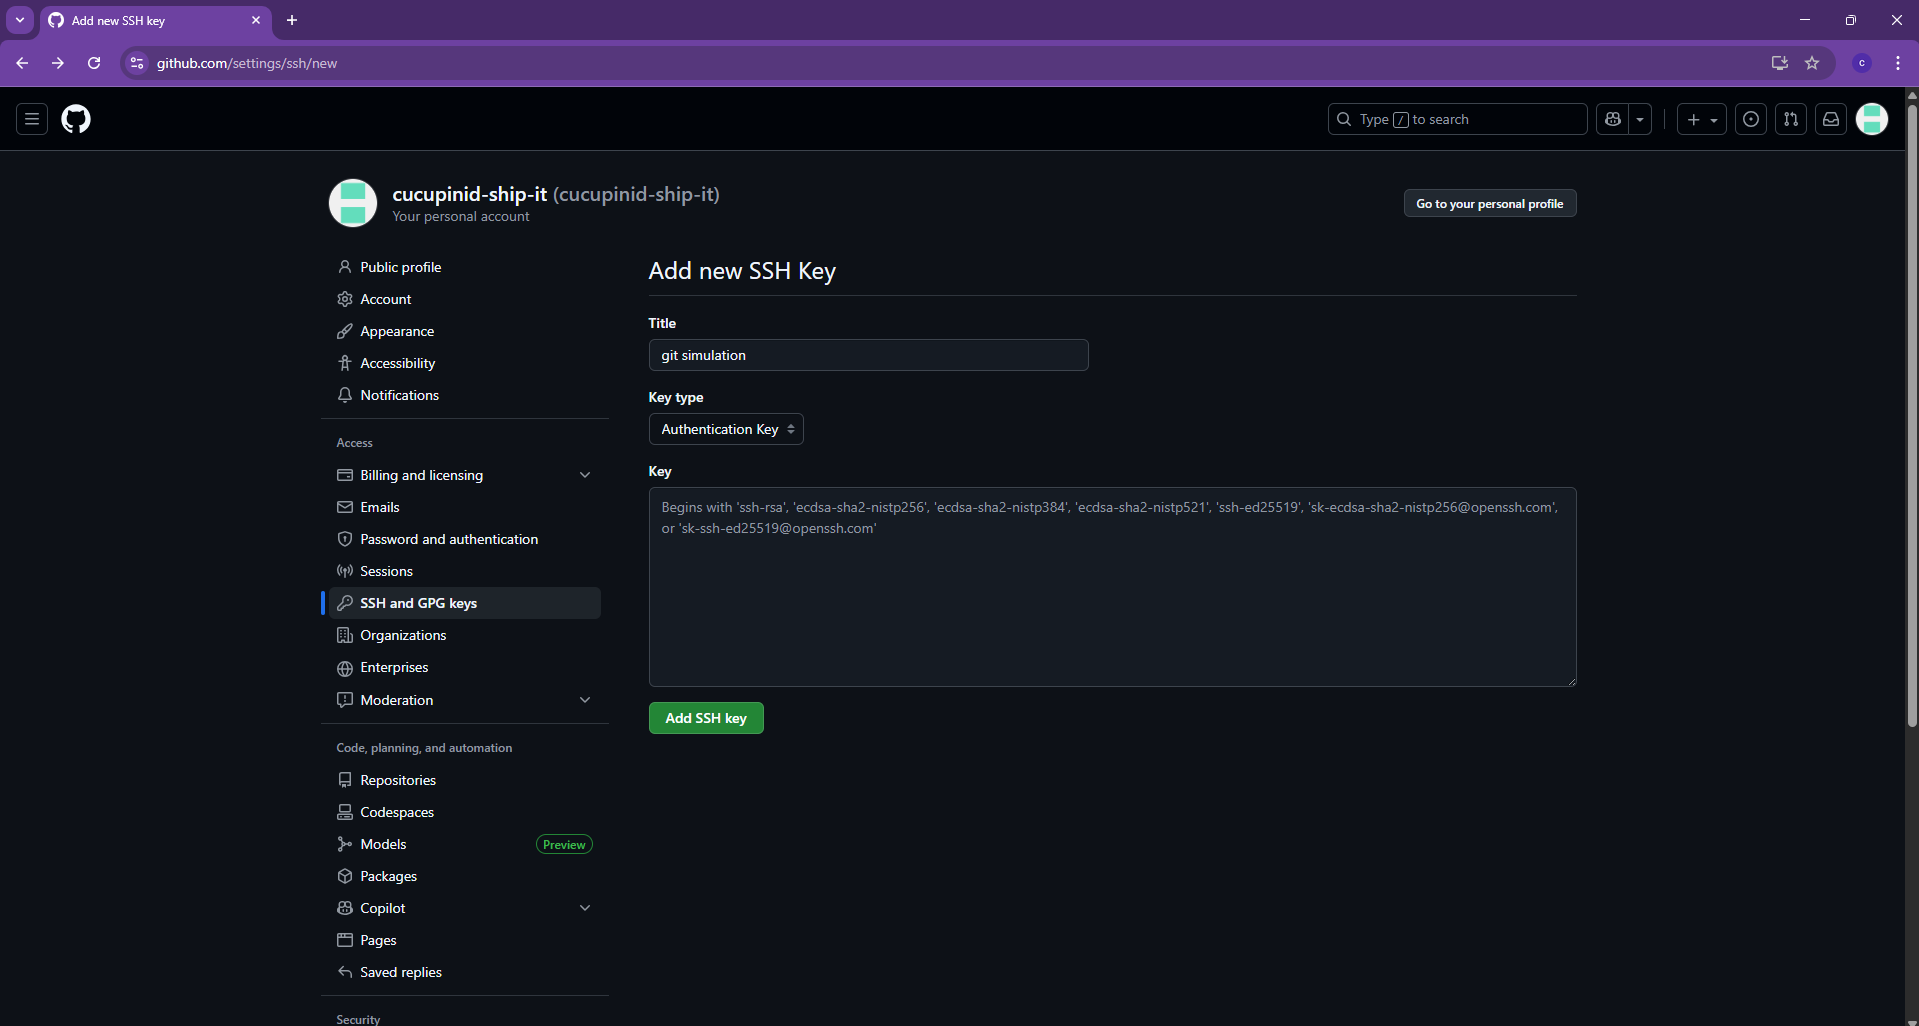 Add new SSH key
github.com/settings/ssh/new
c
Type / to search
cucupinid-ship-it (cucupinid-ship-it)
Your personal account
Go to your personal profile
Public profile
Account
Appearance
Accessibility
Notifications
Access
Billing and licensing
Emails
Password and authentication
Sessions
SSH and GPG keys
Organizations
Enterprises
Moderation
Code, planning, and automation
Repositories
Codespaces
Models Preview
Packages
Copilot
Pages
Saved replies
Security
Add new SSH Key
Title
git simulation
Key type
Authentication Key
Key
Begins with 'ssh-rsa', 'ecdsa-sha2-nistp256', 'ecdsa-sha2-nistp384', 'ecdsa-sha2-nistp521', 'ssh-ed25519', 'sk-ecdsa-sha2-nistp256@openssh.com',
or 'sk-ssh-ed25519@openssh.com'
Add SSH key